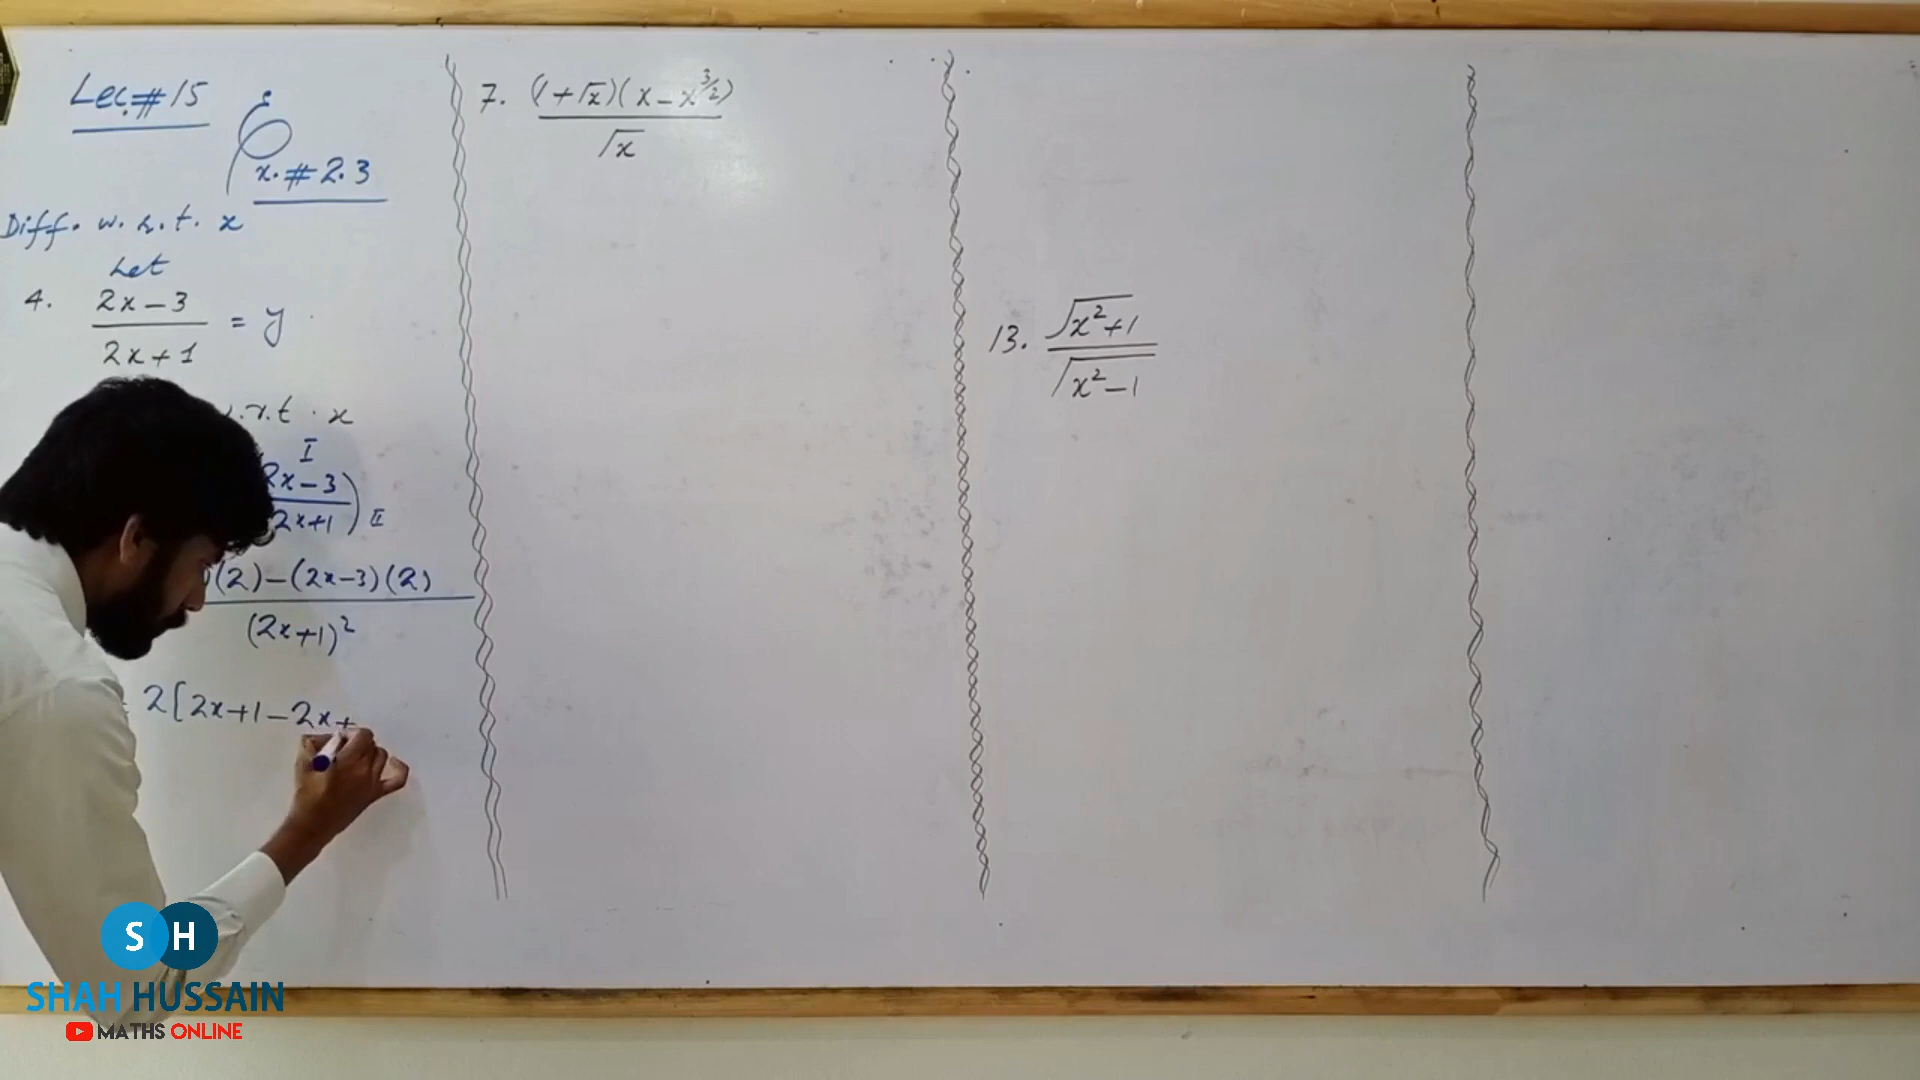 Lec.# 15
Ex.# 2.3
Diff. w.r.t. x
Let
4. (2x-3)/(2x+1) = y
w.r.t. x
I
2x-3
2x+1) II
(2)-(2x-3)(2)
(2x+1)²
= 2[2x+1-2x+
7. (1+√x)(x-x^(3/2))
√x
13. √(x²+1)
√(x²-1)
SH
SHAH HUSSAIN
MATHS ONLINE